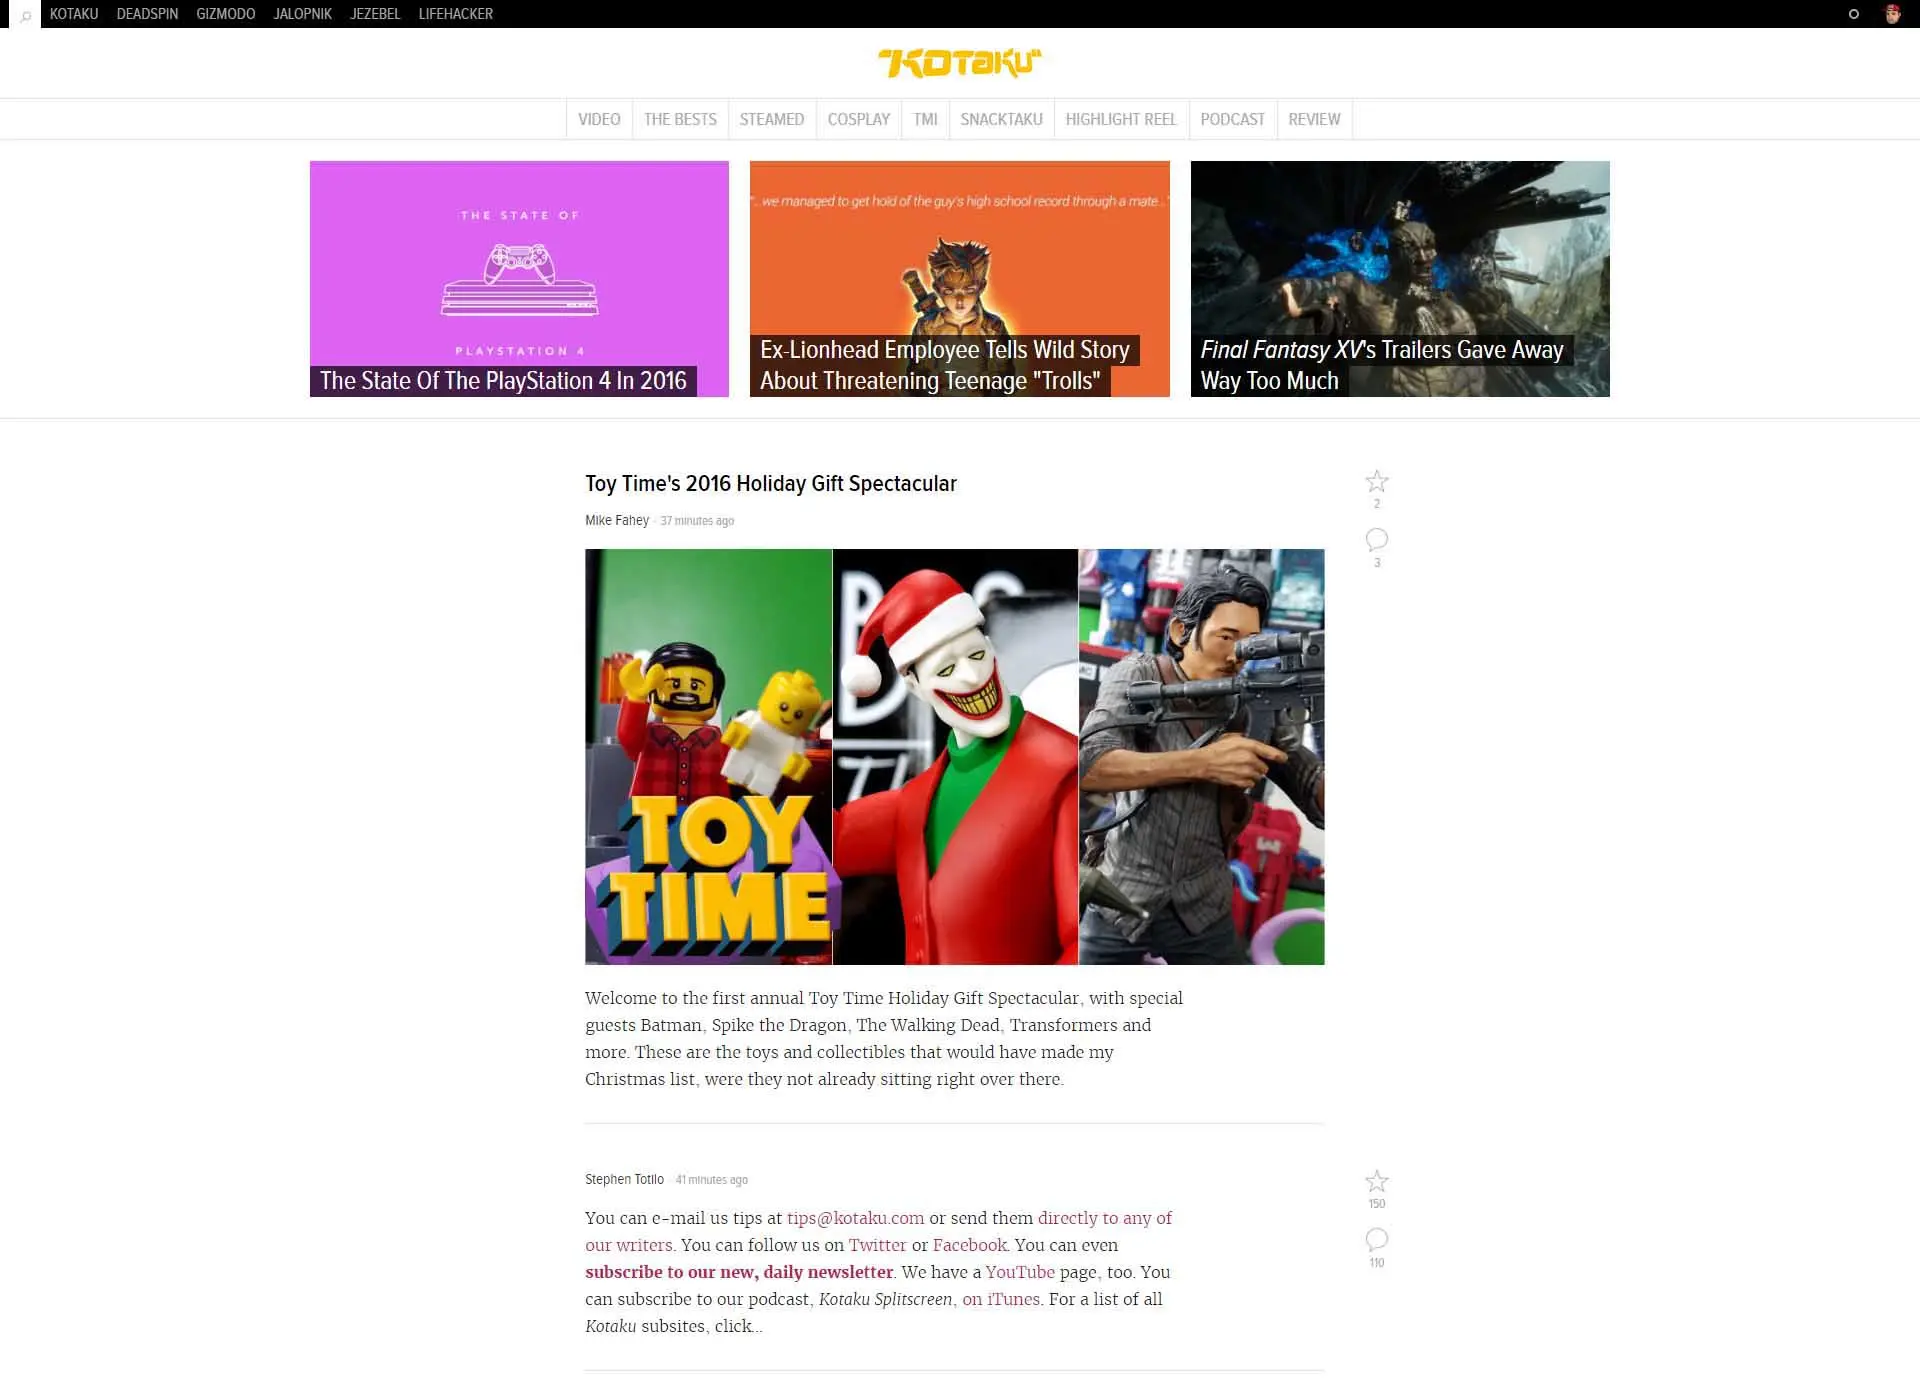 KOTAKU DEADSPIN GIZMODO JALOPNIK JEZEBEL LIFEHACKER
KOTaKU
VIDEO THE BESTS STEAMED COSPLAY TMI SNACKTAKU HIGHLIGHT REEL PODCAST REVIEW
THE STATE OF
PLAYSTATION 4
The State Of The PlayStation 4 In 2016
"...we managed to get hold of the guy's high school record through a mate..."
Ex-Lionhead Employee Tells Wild Story
About Threatening Teenage "Trolls"
Final Fantasy XV's Trailers Gave Away
Way Too Much
Toy Time's 2016 Holiday Gift Spectacular
2
Mike Fahey · 37 minutes ago
3
TOY
TIME
Welcome to the first annual Toy Time Holiday Gift Spectacular, with special
guests Batman, Spike the Dragon, The Walking Dead, Transformers and
more. These are the toys and collectibles that would have made my
Christmas list, were they not already sitting right over there.
Stephen Totilo · 41 minutes ago
150
You can e-mail us tips at tips@kotaku.com or send them directly to any of
our writers. You can follow us on Twitter or Facebook. You can even
110
subscribe to our new, daily newsletter. We have a YouTube page, too. You
can subscribe to our podcast, Kotaku Splitscreen, on iTunes. For a list of all
Kotaku subsites, click...